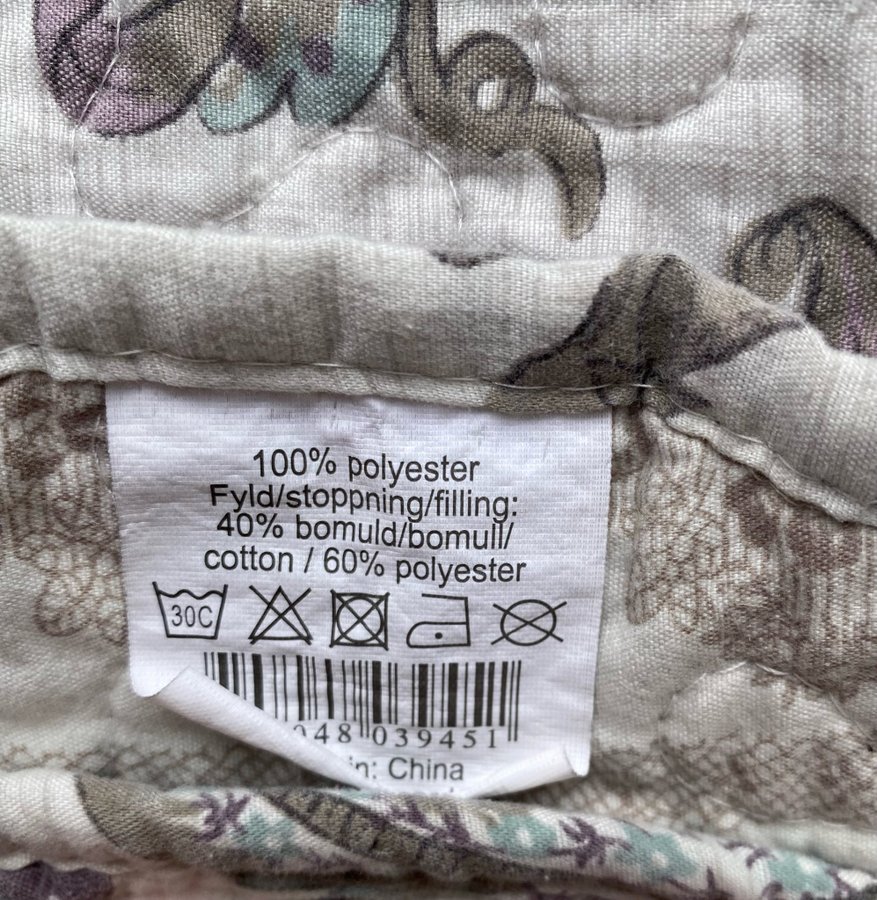 100% polyester
Fyld/stoppning/filling:
40% bomuld/bomull/
cotton / 60% polyester
30C
048 039451
in: China